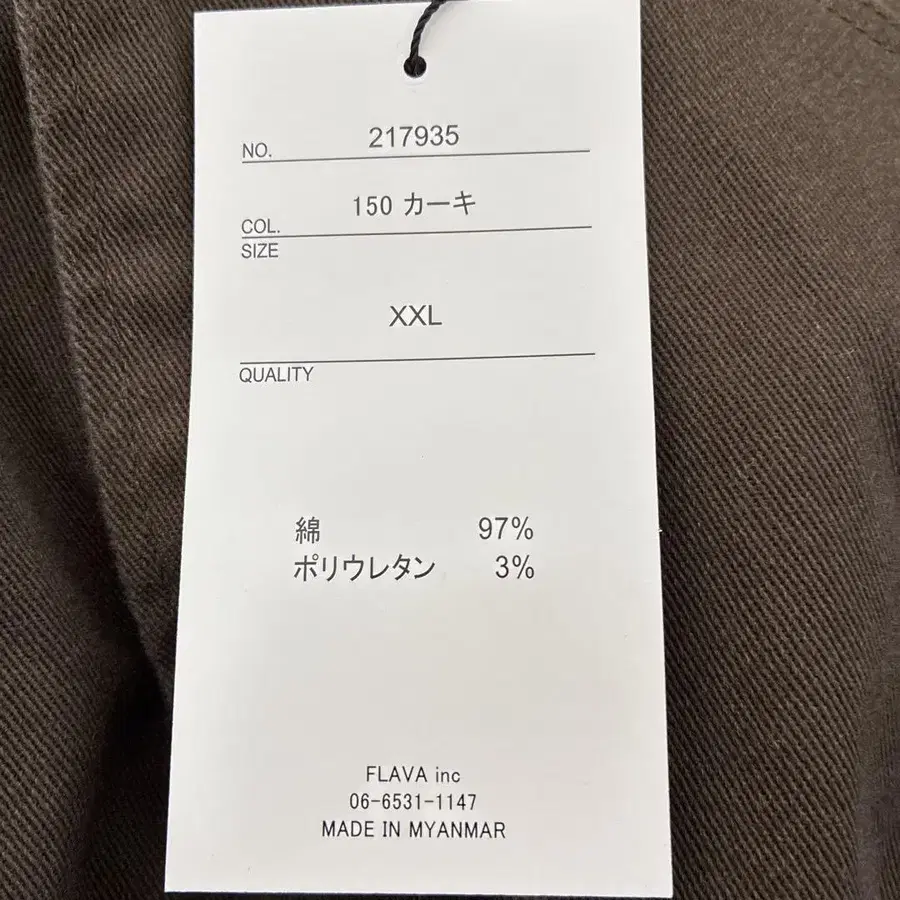 NO. 217935
COL. 150 カーキ
SIZE
XXL
QUALITY
綿 97%
ポリウレタン 3%
FLAVA inc
06-6531-1147
MADE IN MYANMAR